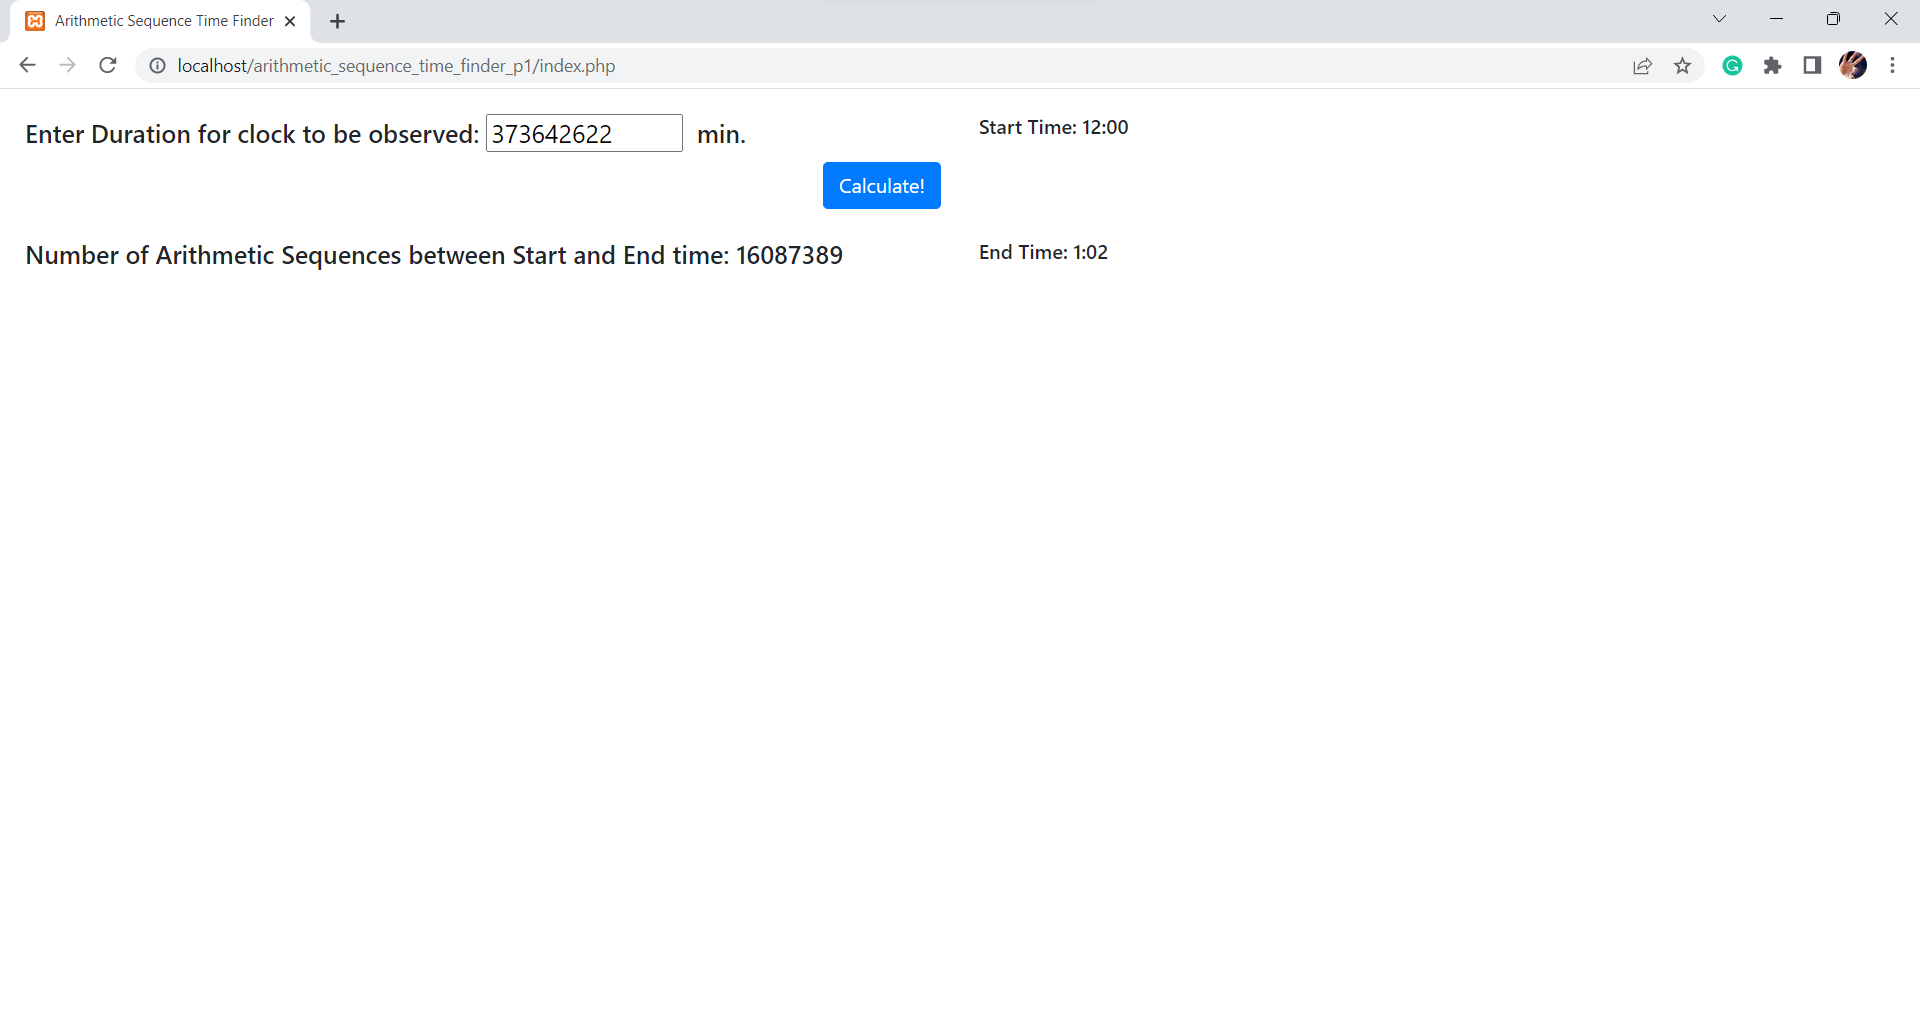 Arithmetic Sequence Time Finder
localhost/arithmetic_sequence_time_finder_p1/index.php
Enter Duration for clock to be observed: 373642622 min.
Start Time: 12:00
Calculate!
Number of Arithmetic Sequences between Start and End time: 16087389
End Time: 1:02